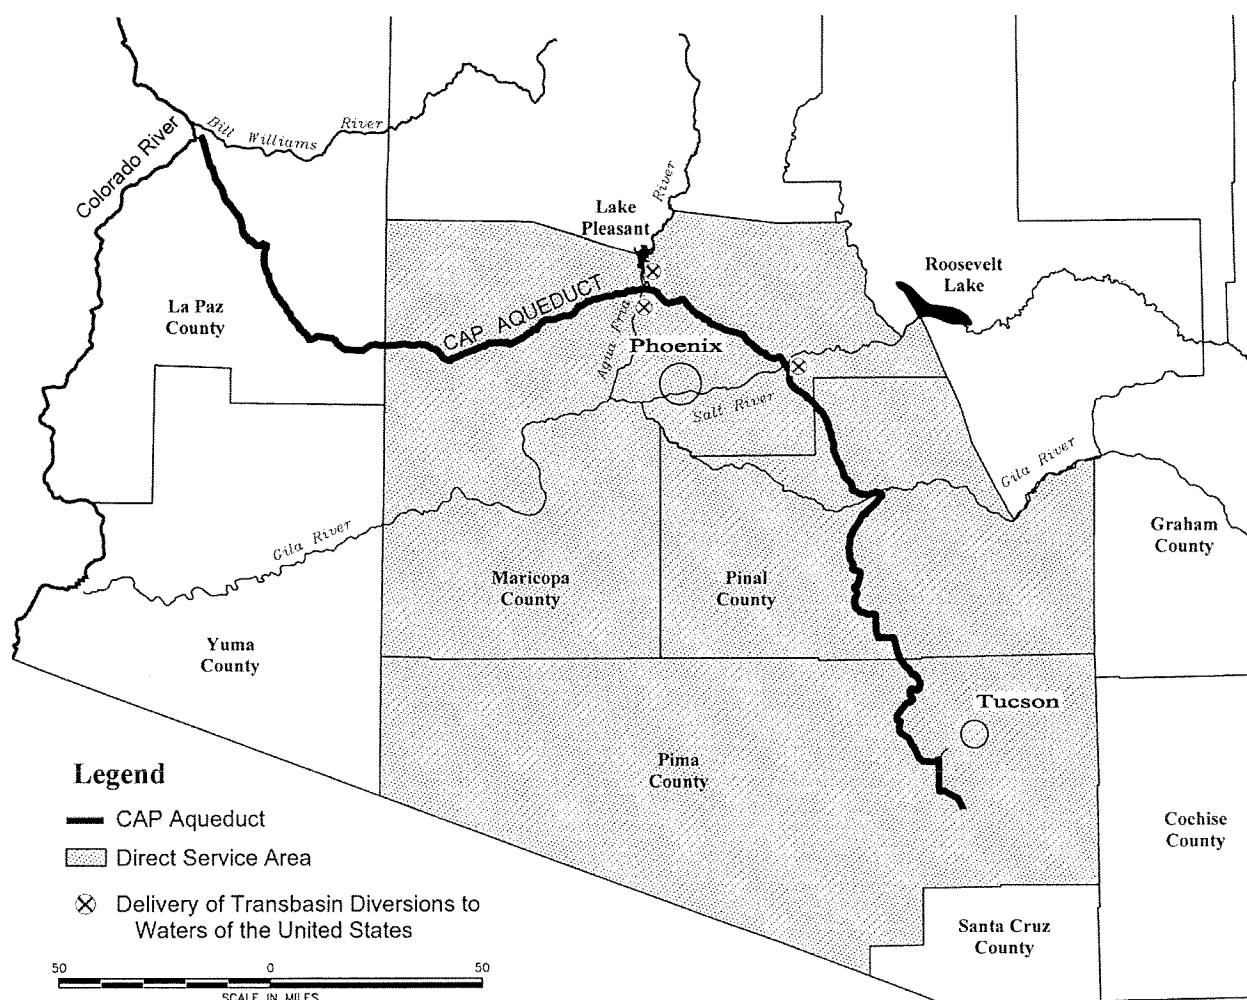 Bill Williams River
Colorado River
River
Lake
Pleasant
Roosevelt
Lake
La Paz
County
CAP AQUEDUCT
Agua Fria
Phoenix
Salt River
Gila River
Gila River
Graham
County
Maricopa
County
Pinal
County
Yuma
County
Tucson
Pima
County
Legend
CAP Aqueduct
Direct Service Area
Delivery of Transbasin Diversions to
Waters of the United States
Cochise
County
Santa Cruz
County
50 0 50
SCALE IN MILES